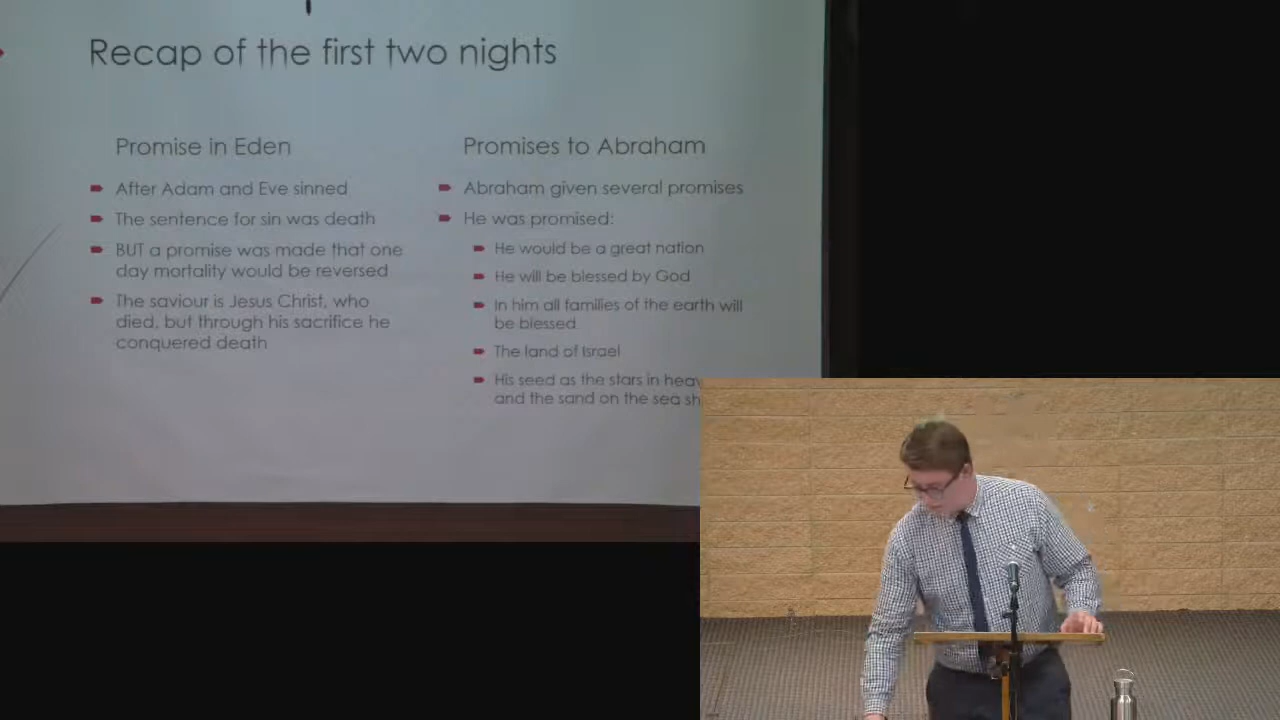 Recap of the first two nights
Promise in Eden
After Adam and Eve sinned
The sentence for sin was death
BUT a promise was made that one
day mortality would be reversed
The saviour is Jesus Christ, who
died, but through his sacrifice he
conquered death
Promises to Abraham
Abraham given several promises
He was promised:
He would be a great nation
He will be blessed by God
In him all families of the earth will
be blessed
The land of Israel
His seed as the stars in
and the sand on the sea